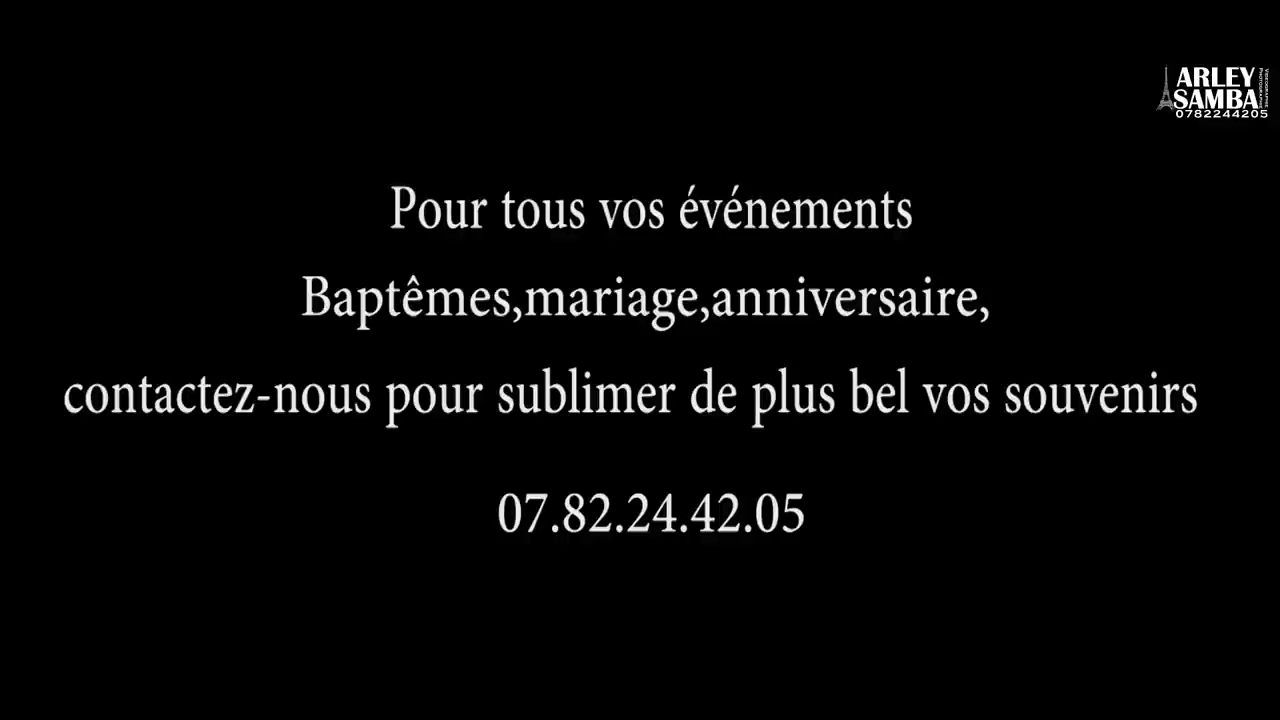 ARLEY
SAMBA
0782244205
Pour tous vos événements
Baptêmes,mariage,anniversaire,
contactez-nous pour sublimer de plus bel vos souvenirs
07.82.24.42.05